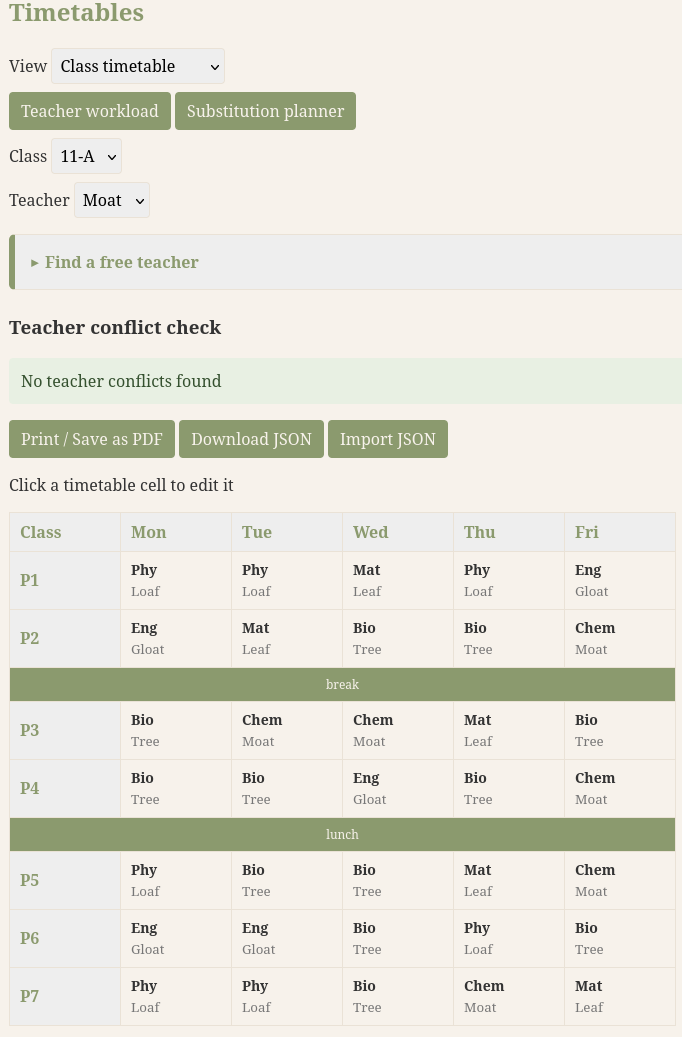 Timetables
View Class timetable
Teacher workload Substitution planner
Class 11-A
Teacher Moat
▸ Find a free teacher
Teacher conflict check
No teacher conflicts found
Print / Save as PDF Download JSON Import JSON
Click a timetable cell to edit it
Class Mon Tue Wed Thu Fri
P1 Phy Phy Mat Phy Eng
Loaf Loaf Leaf Loaf Gloat
P2 Eng Mat Bio Bio Chem
Gloat Leaf Tree Tree Moat
break
P3 Bio Chem Chem Mat Bio
Tree Moat Moat Leaf Tree
P4 Bio Bio Eng Bio Chem
Tree Tree Gloat Tree Moat
lunch
P5 Phy Bio Bio Mat Chem
Loaf Tree Tree Leaf Moat
P6 Eng Eng Bio Phy Bio
Gloat Gloat Tree Loaf Tree
P7 Phy Phy Bio Chem Mat
Loaf Loaf Tree Moat Leaf